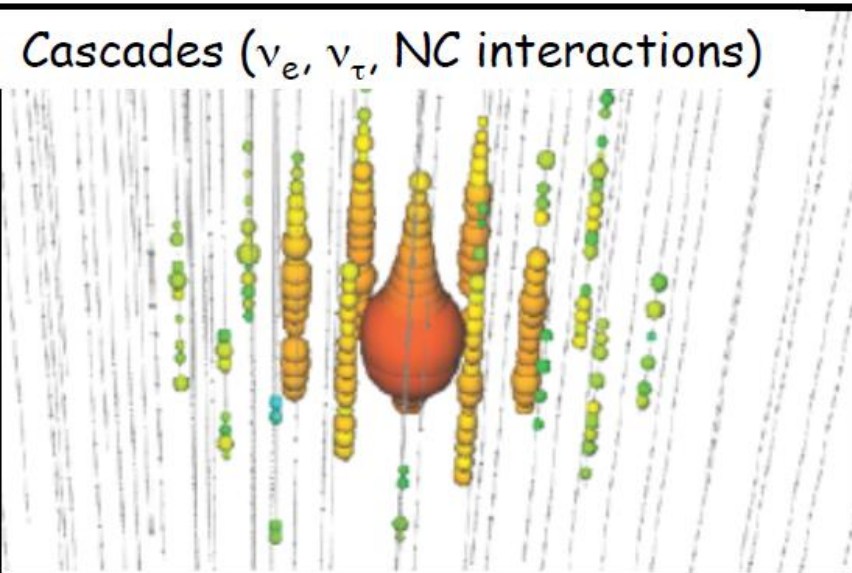 Cascades (νₑ, ντ, NC interactions)